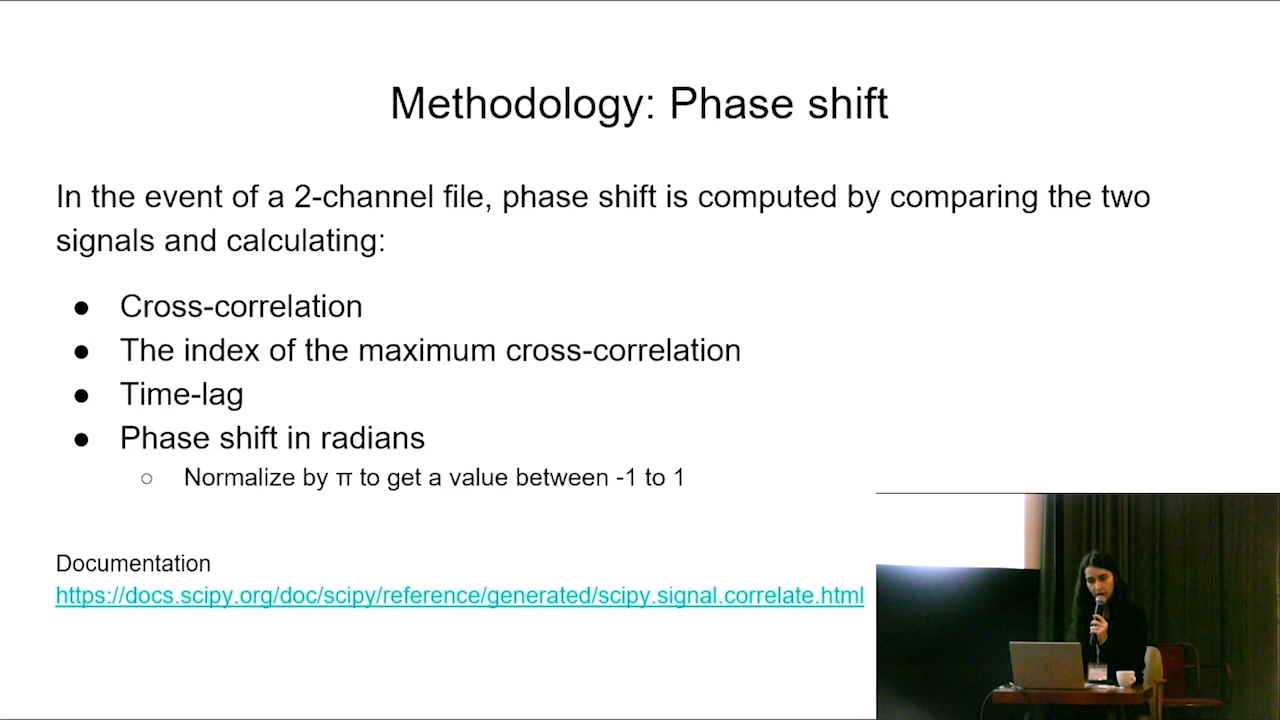 Methodology: Phase shift
In the event of a 2-channel file, phase shift is computed by comparing the two
signals and calculating:
● Cross-correlation
● The index of the maximum cross-correlation
● Time-lag
● Phase shift in radians
○ Normalize by π to get a value between -1 to 1
Documentation
https://docs.scipy.org/doc/scipy/reference/generated/scipy.signal.correlate.html